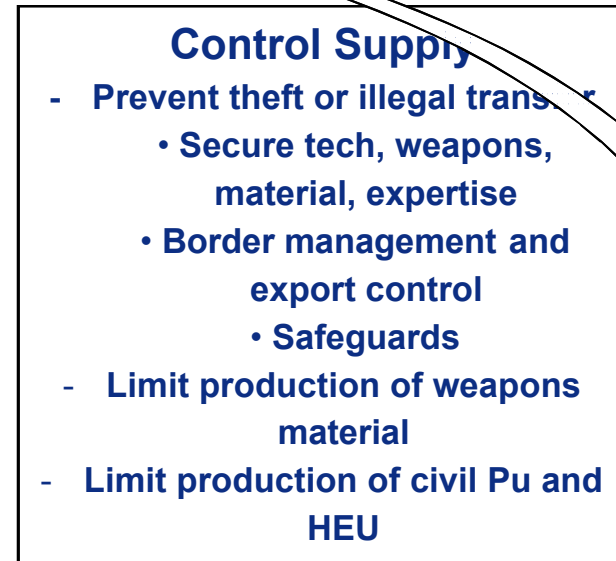 Control Supply
- Prevent theft or illegal transfer
• Secure tech, weapons,
material, expertise
• Border management and
export control
• Safeguards
- Limit production of weapons
material
- Limit production of civil Pu and
HEU